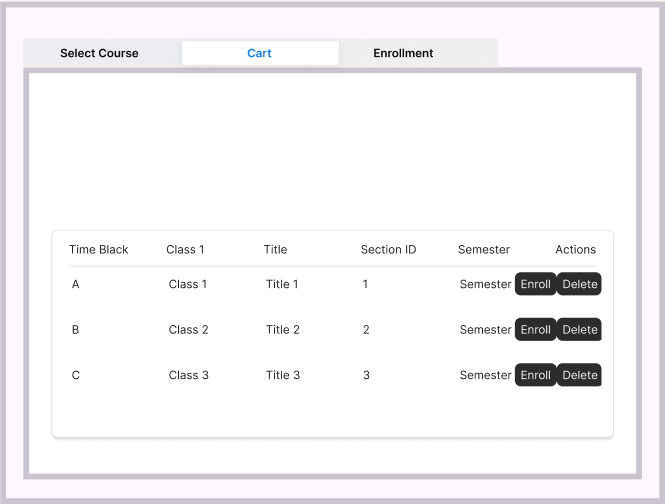 Select Course Cart Enrollment
Time Black Class 1 Title Section ID Semester Actions
A Class 1 Title 1 1 Semester Enroll Delete
B Class 2 Title 2 2 Semester Enroll Delete
C Class 3 Title 3 3 Semester Enroll Delete